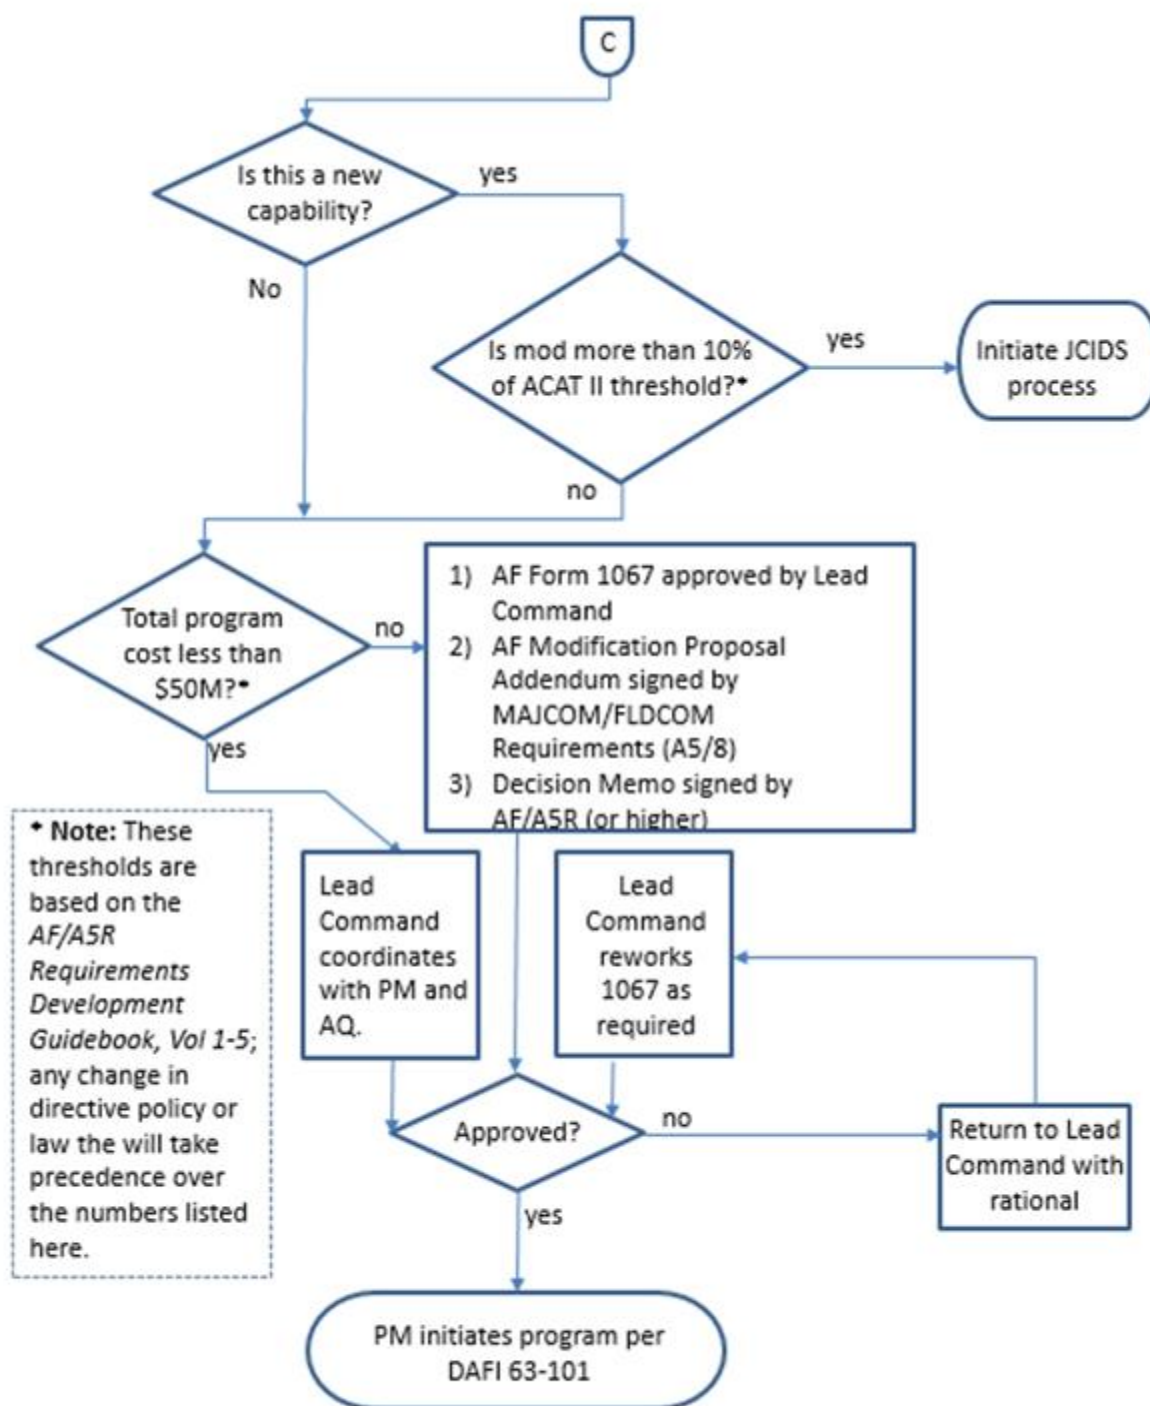 C
Is this a new
capability?
yes
No
Is mod more than 10%
of ACAT II threshold?*
yes
Initiate JCIDS
process
no
Total program
cost less than
$50M?*
no
yes
1) AF Form 1067 approved by Lead
Command
2) AF Modification Proposal
Addendum signed by
MAJCOM/FLDCOM
Requirements (A5/8)
3) Decision Memo signed by
AF/A5R (or higher)
* Note: These
thresholds are
based on the
AF/A5R
Requirements
Development
Guidebook, Vol 1-5;
any change in
directive policy or
law the will take
precedence over
the numbers listed
here.
Lead
Command
coordinates
with PM and
AQ.
Lead
Command
reworks
1067 as
required
Approved?
no
Return to Lead
Command with
rational
yes
PM initiates program per
DAFI 63-101